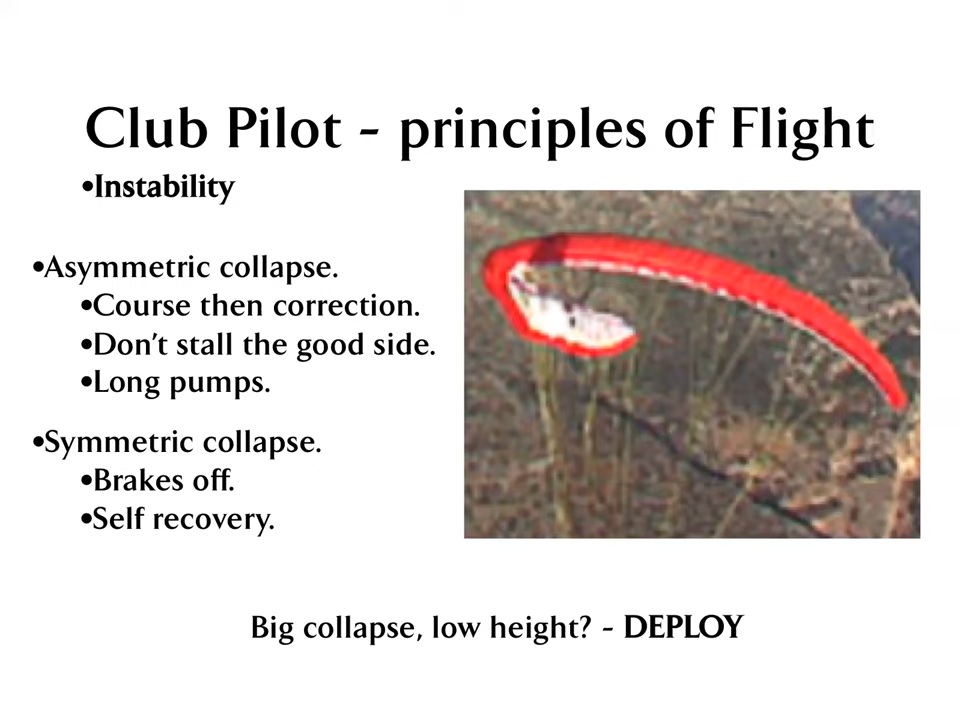 Club Pilot - principles of Flight
•Instability
•Asymmetric collapse.
•Course then correction.
•Don't stall the good side.
•Long pumps.
•Symmetric collapse.
•Brakes off.
•Self recovery.
Big collapse, low height? - DEPLOY